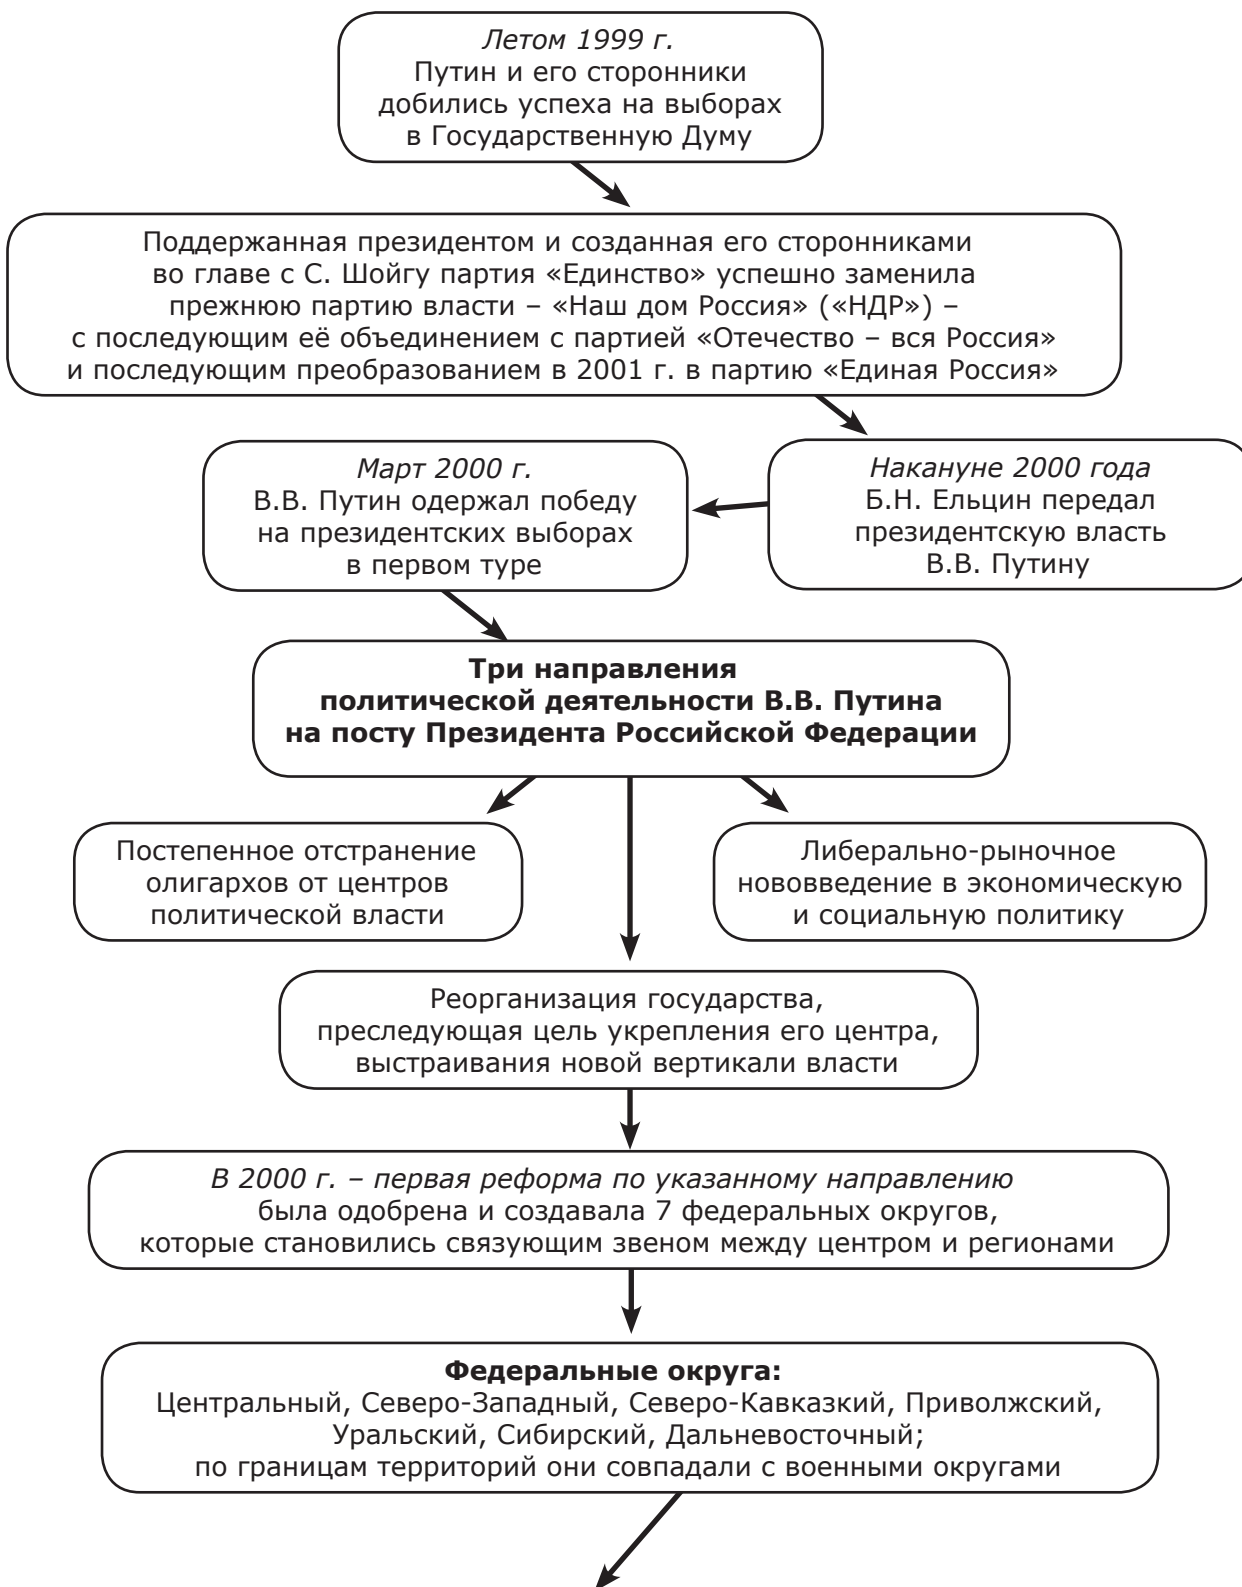 Летом 1999 г.
Путин и его сторонники
добились успеха на выборах
в Государственную Думу
Поддержанная президентом и созданная его сторонниками
во главе с С. Шойгу партия «Единство» успешно заменила
прежнюю партию власти – «Наш дом Россия» («НДР») –
с последующим её объединением с партией «Отечество – вся Россия»
и последующим преобразованием в 2001 г. в партию «Единая Россия»
Накануне 2000 года
Б.Н. Ельцин передал
президентскую власть
В.В. Путину
Март 2000 г.
В.В. Путин одержал победу
на президентских выборах
в первом туре
Три направления
политической деятельности В.В. Путина
на посту Президента Российской Федерации
Постепенное отстранение
олигархов от центров
политической власти
Либерально-рыночное
нововведение в экономическую
и социальную политику
Реорганизация государства,
преследующая цель укрепления его центра,
выстраивания новой вертикали власти
В 2000 г. – первая реформа по указанному направлению
была одобрена и создавала 7 федеральных округов,
которые становились связующим звеном между центром и регионами
Федеральные округа:
Центральный, Северо-Западный, Северо-Кавказкий, Приволжский,
Уральский, Сибирский, Дальневосточный;
по границам территорий они совпадали с военными округами